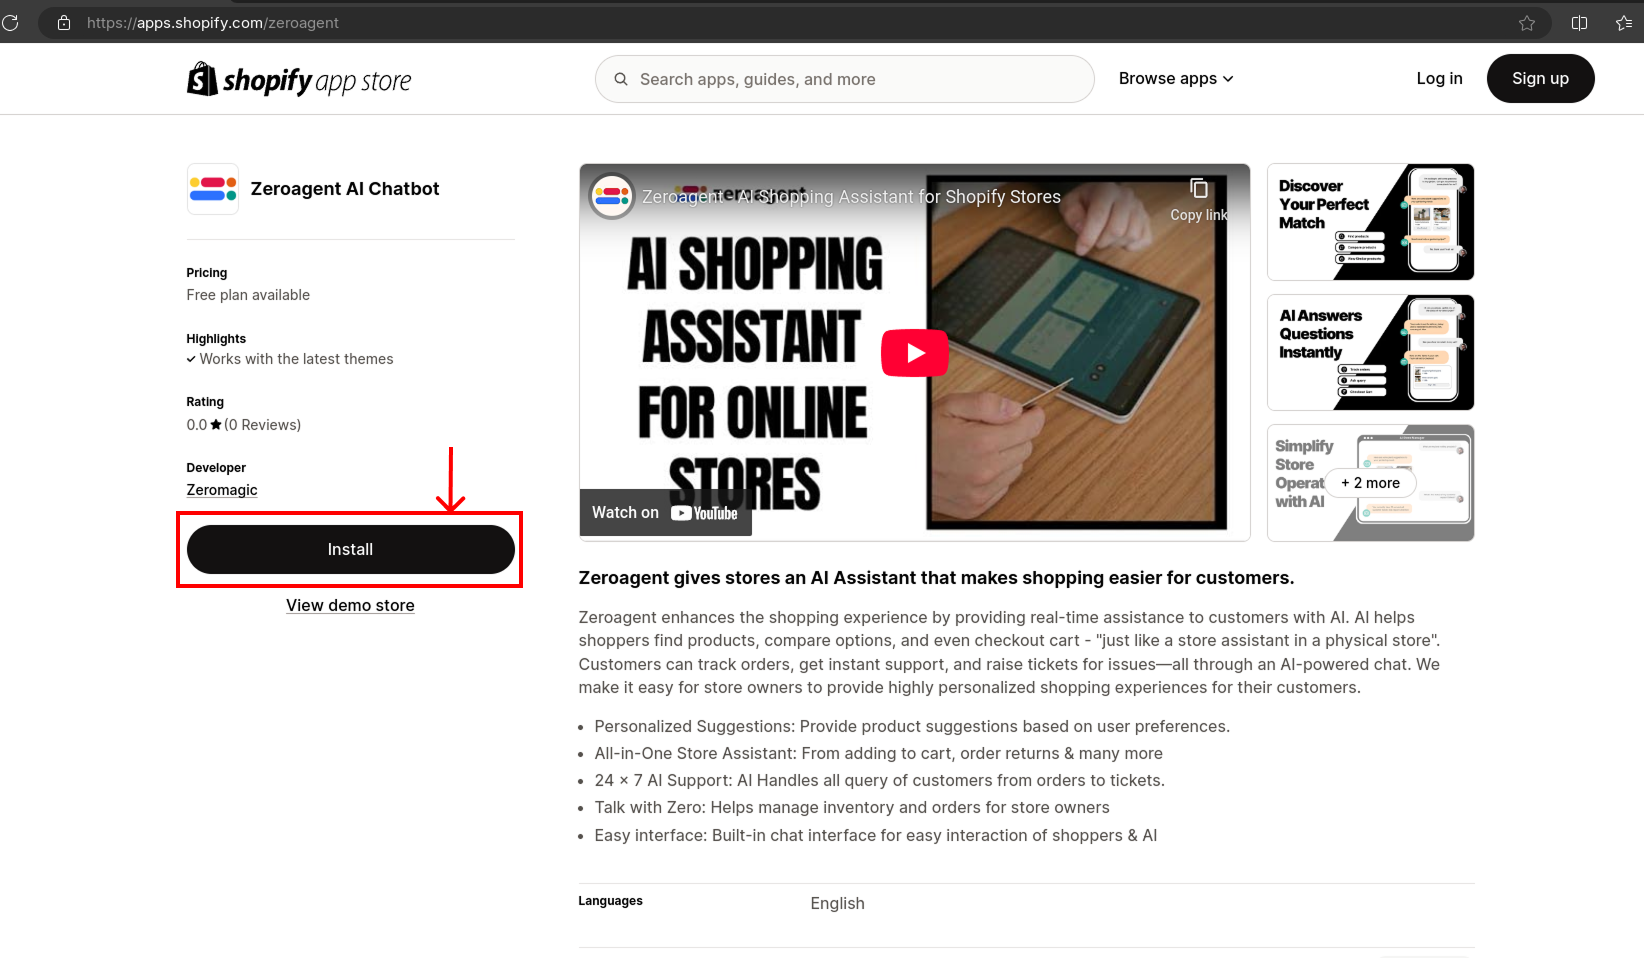 https://apps.shopify.com/zeroagent
shopify app store
Search apps, guides, and more
Browse apps
Log in
Sign up
Zeroagent AI Chatbot
Pricing
Free plan available
Highlights
Works with the latest themes
Rating
0.0 ★ (0 Reviews)
Developer
Zeromagic
Install
View demo store
Zeroagent - AI Shopping Assistant for Shopify Stores
Copy link
AI SHOPPING
ASSISTANT
FOR ONLINE
STORES
Watch on YouTube
Discover
Your Perfect
Match
Find products
Compare products
AI Answers
Questions
Instantly
Track orders
Ask query
Simplify
Store
Operat
with AI
+ 2 more
Zeroagent gives stores an AI Assistant that makes shopping easier for customers.
Zeroagent enhances the shopping experience by providing real-time assistance to customers with AI. AI helps
shoppers find products, compare options, and even checkout cart - "just like a store assistant in a physical store".
Customers can track orders, get instant support, and raise tickets for issues—all through an AI-powered chat. We
make it easy for store owners to provide highly personalized shopping experiences for their customers.
• Personalized Suggestions: Provide product suggestions based on user preferences.
• All-in-One Store Assistant: From adding to cart, order returns & many more
• 24 × 7 AI Support: AI Handles all query of customers from orders to tickets.
• Talk with Zero: Helps manage inventory and orders for store owners
• Easy interface: Built-in chat interface for easy interaction of shoppers & AI
Languages
English